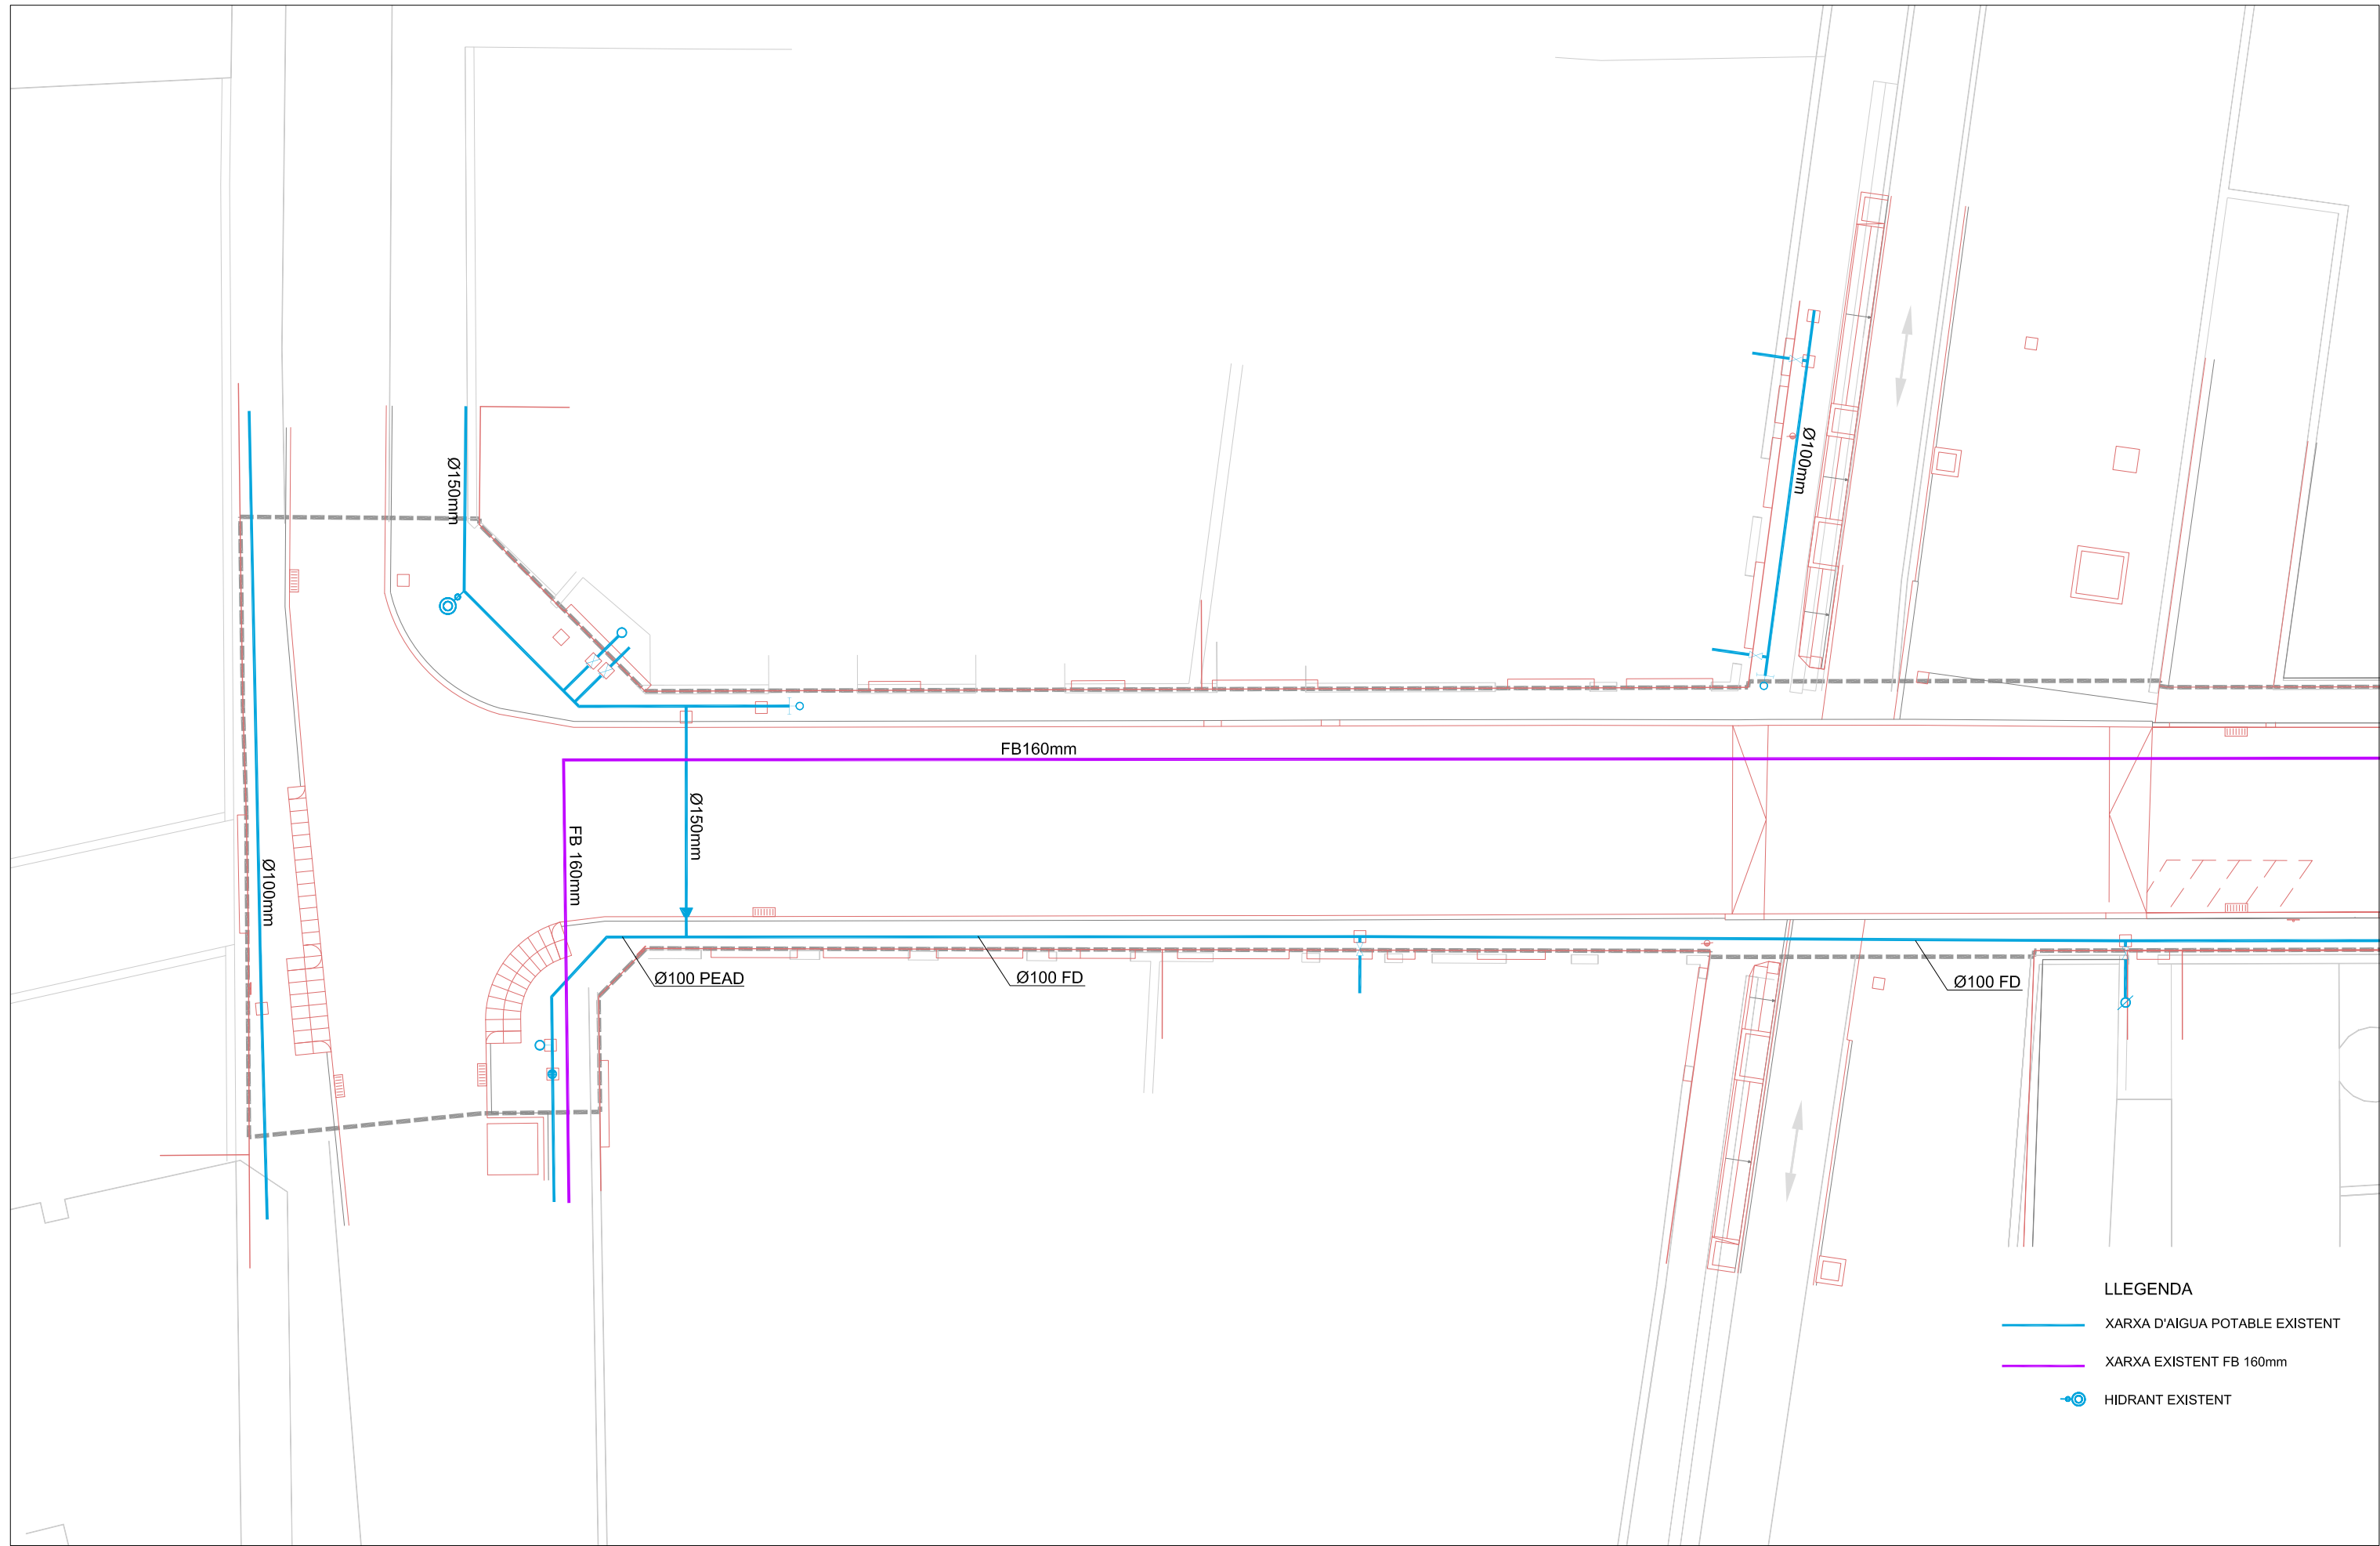 Ø150mm
Ø100mm
FB160mm
Ø150mm
FB 160mm
Ø100mm
Ø100 PEAD
Ø100 FD
Ø100 FD
LLEGENDA
XARXA D'AIGUA POTABLE EXISTENT
XARXA EXISTENT FB 160mm
HIDRANT EXISTENT